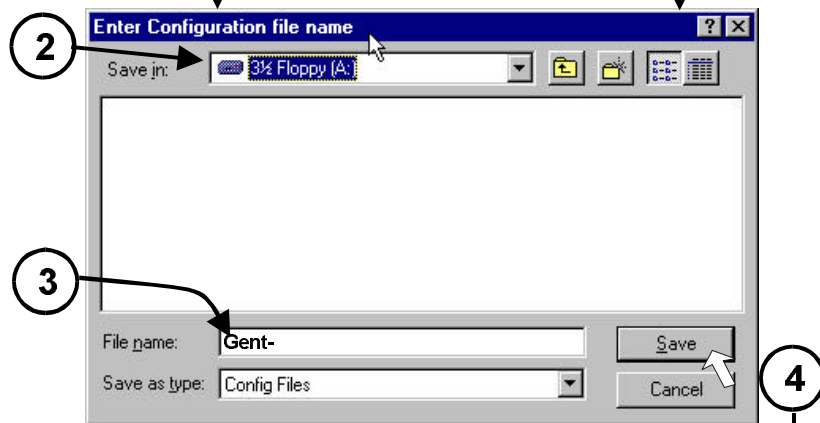 Enter Configuration file name
2
Save in: 3½ Floppy (A:)
3
File name: Gent-
Save
Save as type: Config Files
Cancel
4